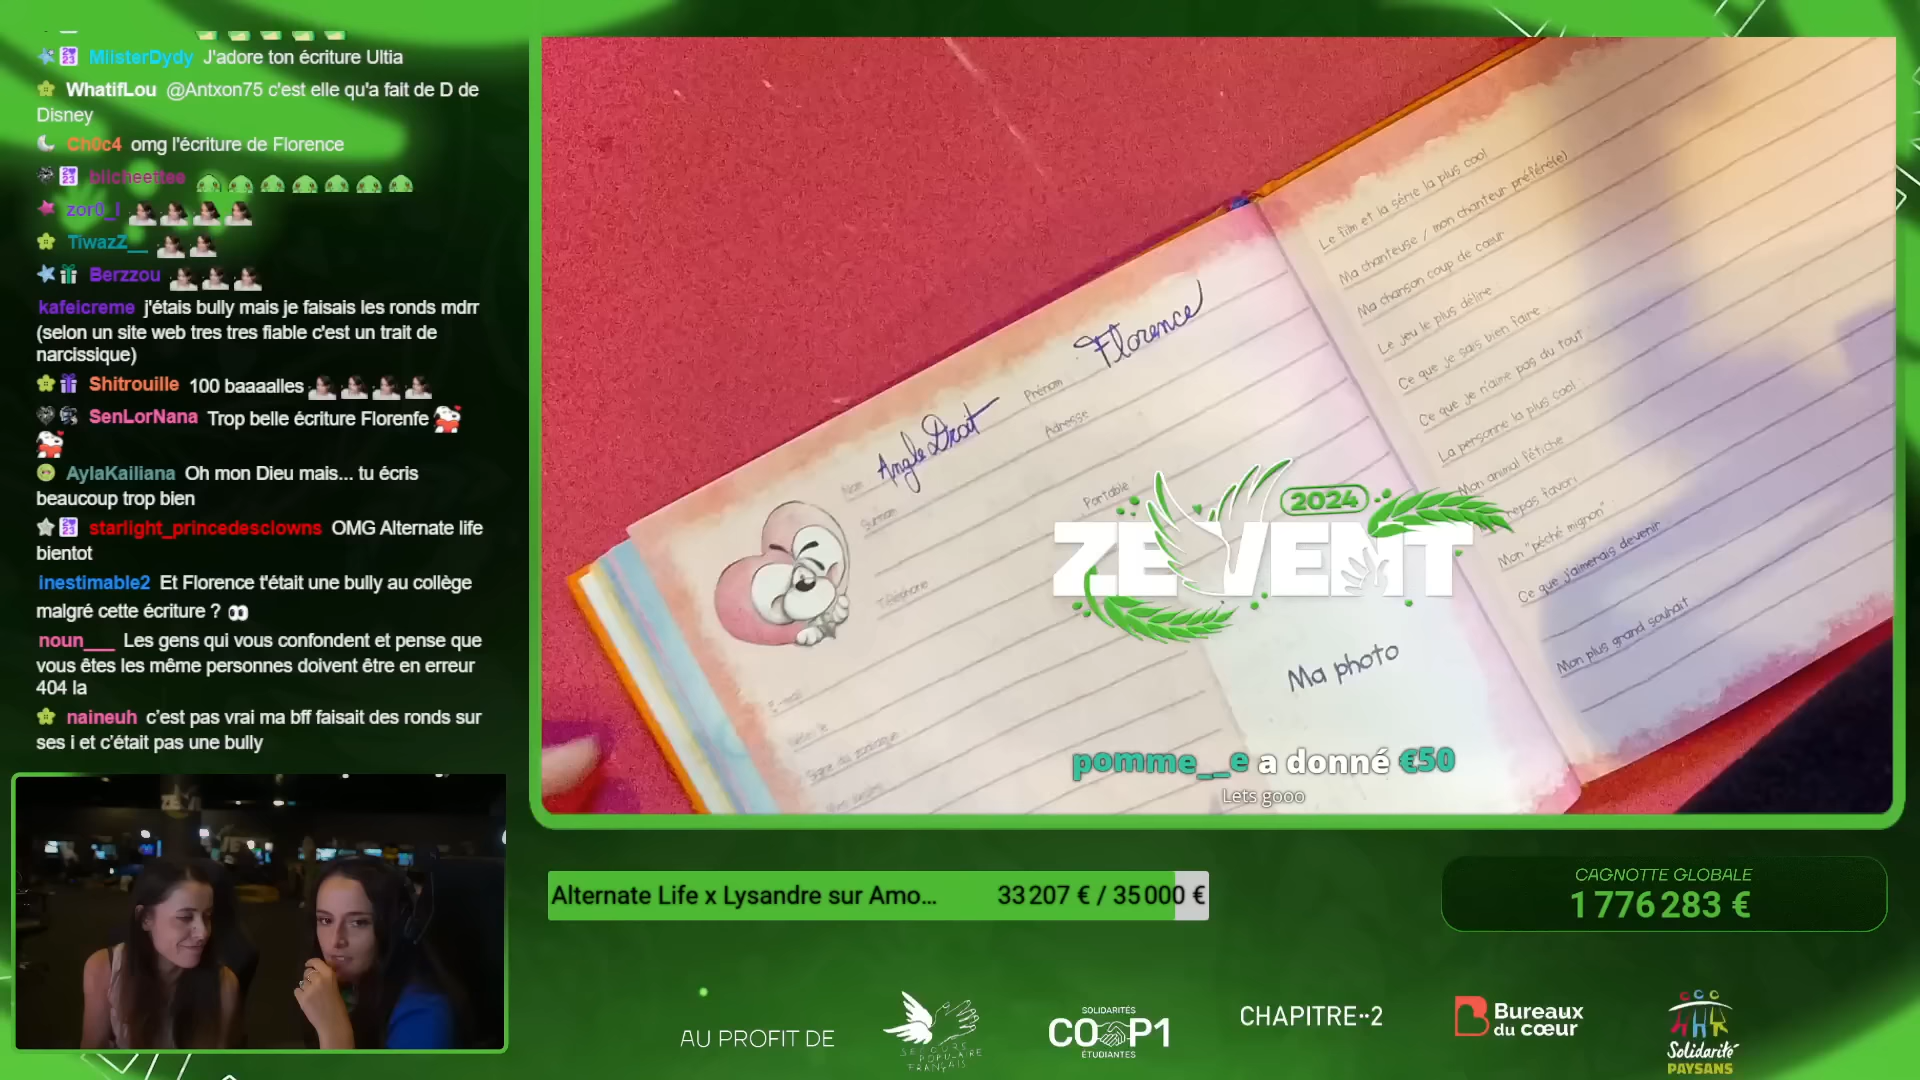 MiisterDydy J'adore ton écriture Ultia
WhatifLou @Antxon75 c'est elle qu'a fait de D de
Disney
Ch0c4 omg l'écriture de Florence
biicheettee
zor0_l
TiwazZ__
Berzzou
kafeicreme j'étais bully mais je faisais les ronds mdrr
(selon un site web tres tres fiable c'est un trait de
narcissique)
Shitrouille 100 baaaalles
SenLorNana Trop belle écriture Florenfe
AylaKailiana Oh mon Dieu mais... tu écris
beaucoup trop bien
starlight_princedesclowns OMG Alternate life
bientot
inestimable2 Et Florence t'était une bully au collège
malgré cette écriture ?
noun___ Les gens qui vous confondent et pense que
vous êtes les même personnes doivent être en erreur
404 la
naineuh c'est pas vrai ma bff faisait des ronds sur
ses i et c'était pas une bully
Nom Angle Droit
Prénom Florence
Surnom
Adresse
Téléphone
Portable
Signe du zodiaque
Ma photo
Le film et la série la plus cool
Ma chanteuse / mon chanteur préféré(e)
Ma chanson coup de cœur
Le jeu le plus délire
Ce que je sais bien faire
Ce que je n'aime pas du tout
La personne la plus cool
Mon animal fétiche
repas favori
Mon "péché mignon"
Ce que j'aimerais devenir
Mon plus grand souhait
2024
ZEVENT
pomme__e a donné €50
Lets gooo
Alternate Life x Lysandre sur Amo... 33 207 € / 35 000 €
CAGNOTTE GLOBALE
1 776 283 €
AU PROFIT DE
SECOURS
POPULAIRE
FRANÇAIS
SOLIDARITÉS
COP1
ÉTUDIANTES
CHAPITRE··2
Bureaux
du cœur
Solidarité
PAYSANS